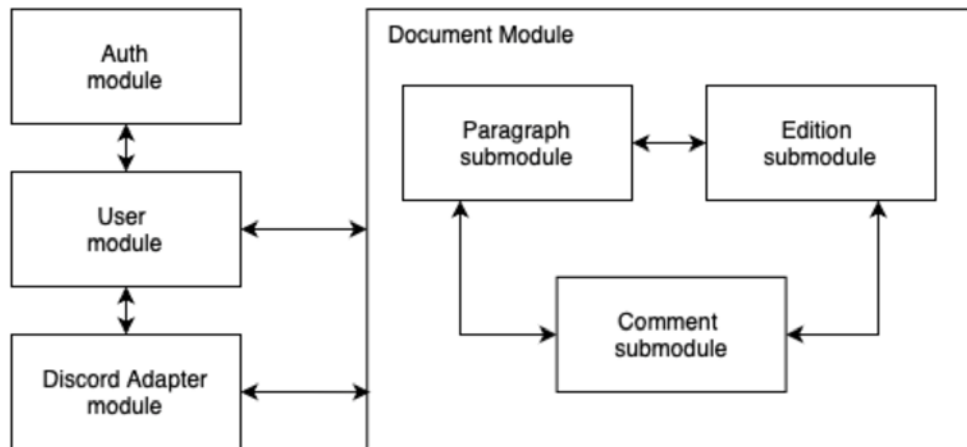 Auth
module
User
module
Discord Adapter
module
Document Module
Paragraph
submodule
Edition
submodule
Comment
submodule